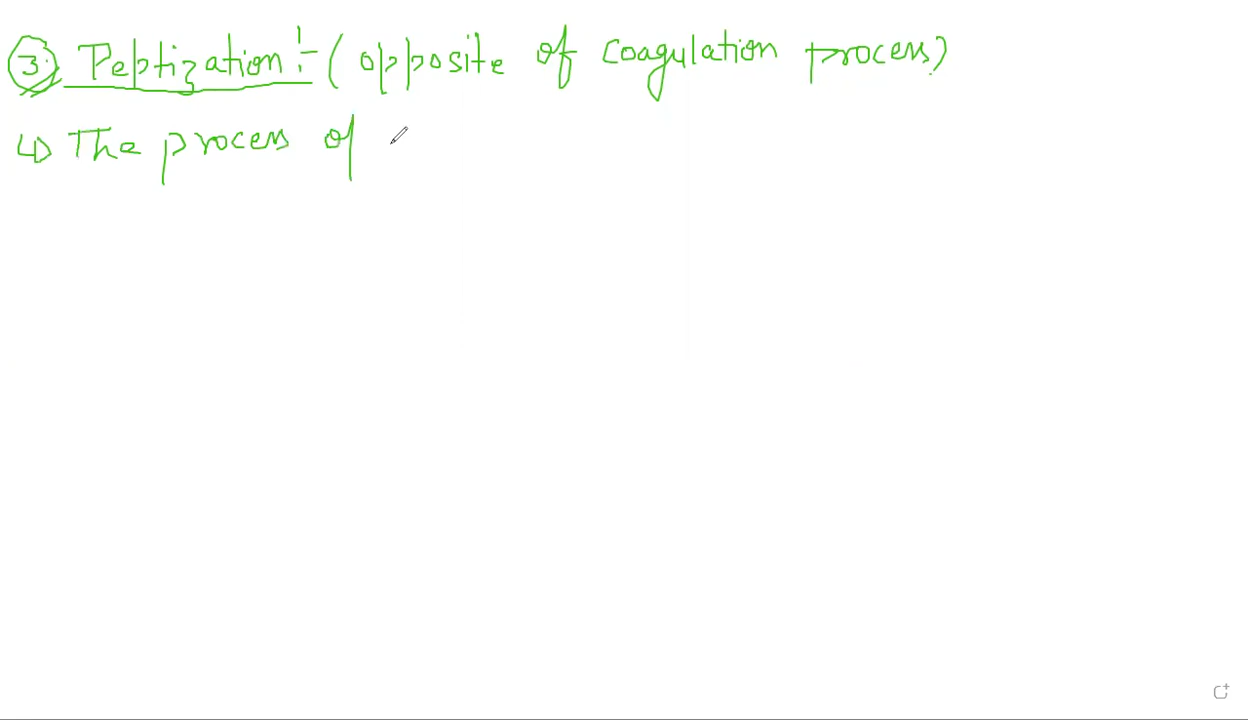 3. Peptization :- (opposite of coagulation process)
↳ The process of